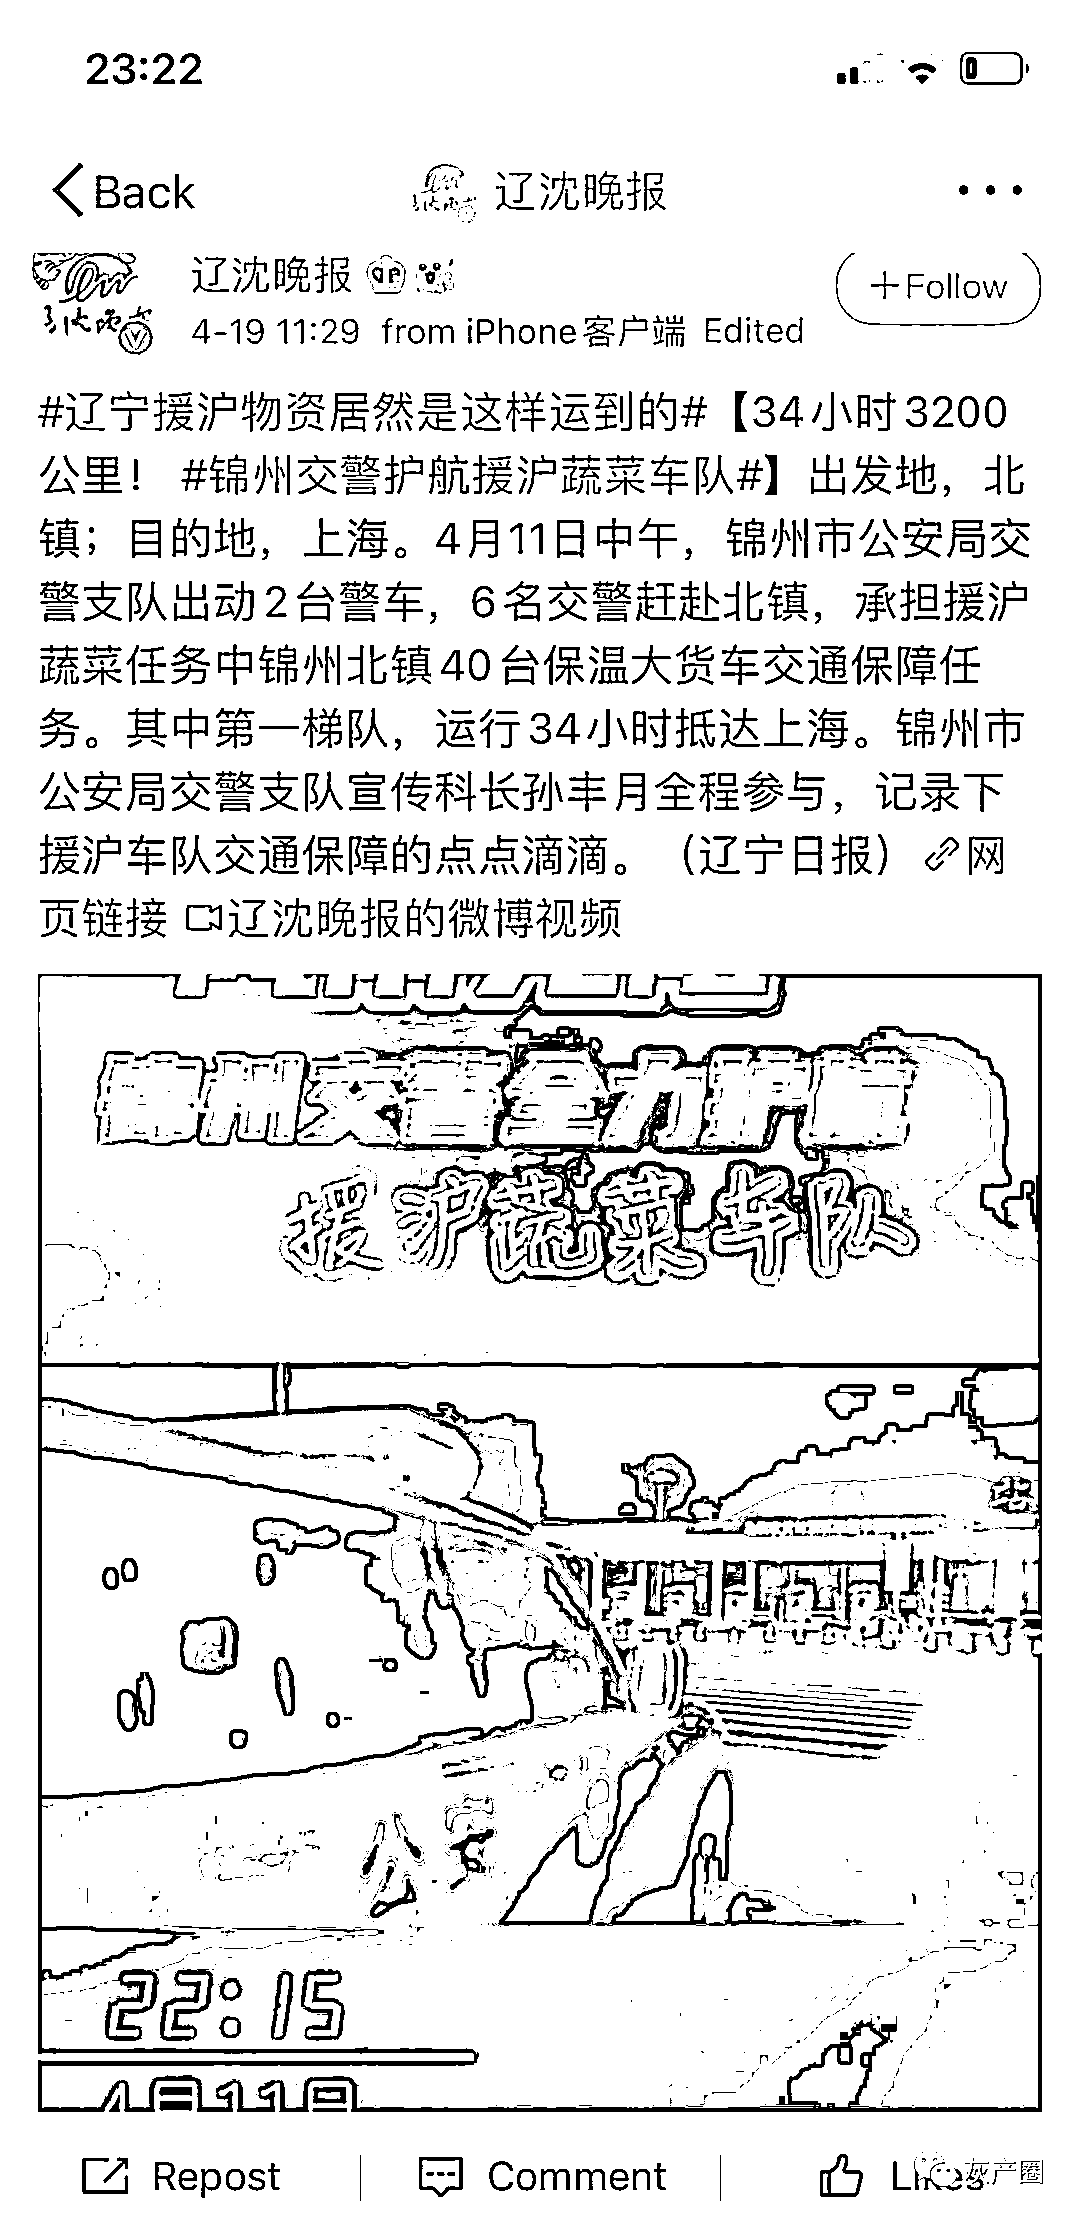 23:22
Back
辽沈晚报
辽沈晚报
+Follow
4-19 11:29 from iPhone客户端 Edited
#辽宁援沪物资居然是这样运到的#【34小时3200
公里! #锦州交警护航援沪蔬菜车队#】出发地，北
镇；目的地，上海。4月11日中午，锦州市公安局交
警支队出动2台警车，6名交警赶赴北镇，承担援沪
蔬菜任务中锦州北镇40台保温大货车交通保障任
务。其中第一梯队，运行34小时抵达上海。锦州市
公安局交警支队宣传科长孙丰月全程参与，记录下
援沪车队交通保障的点点滴滴。（辽宁日报）网
页链接 辽沈晚报的微博视频
锦州交警全力护航
援沪蔬菜车队
公安
22:15
4月11日
Repost
Comment
Likes
灰产圈